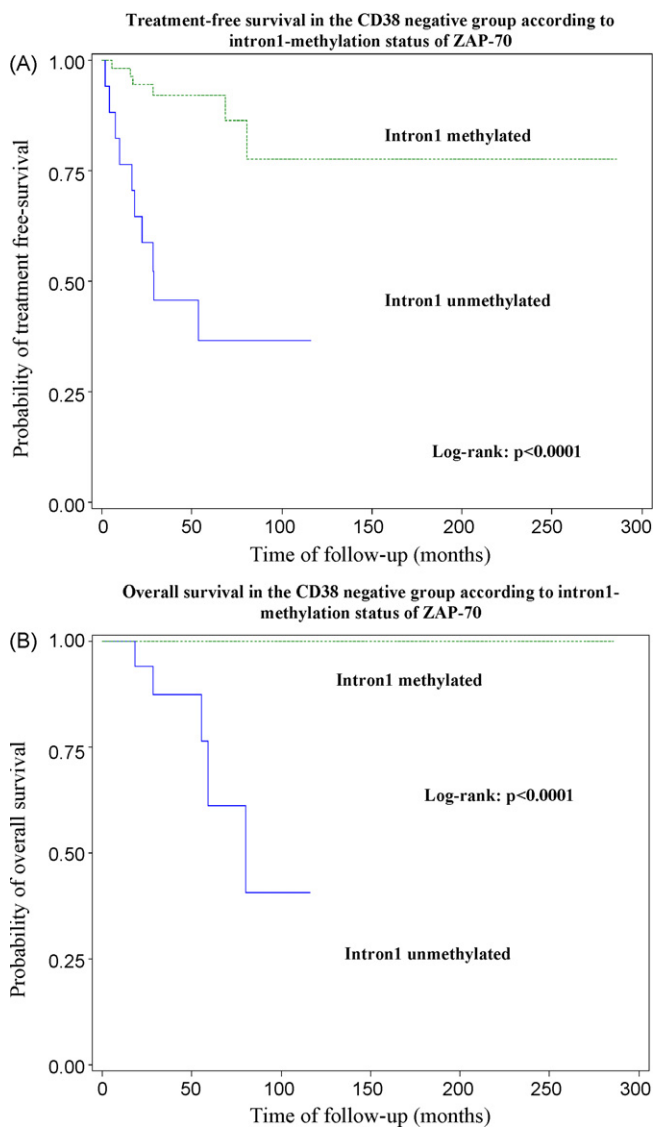 Treatment-free survival in the CD38 negative group according to
intron1-methylation status of ZAP-70
(A)
1.00
0.75
0.50
0.25
0.00
Probability of treatment free-survival
Intron1 methylated
Intron1 unmethylated
Log-rank: p<0.0001
0 50 100 150 200 250 300
Time of follow-up (months)
Overall survival in the CD38 negative group according to intron1-
methylation status of ZAP-70
(B)
1.00
0.75
0.50
0.25
0.00
Probability of overall survival
Intron1 methylated
Log-rank: p<0.0001
Intron1 unmethylated
0 50 100 150 200 250 300
Time of follow-up (months)